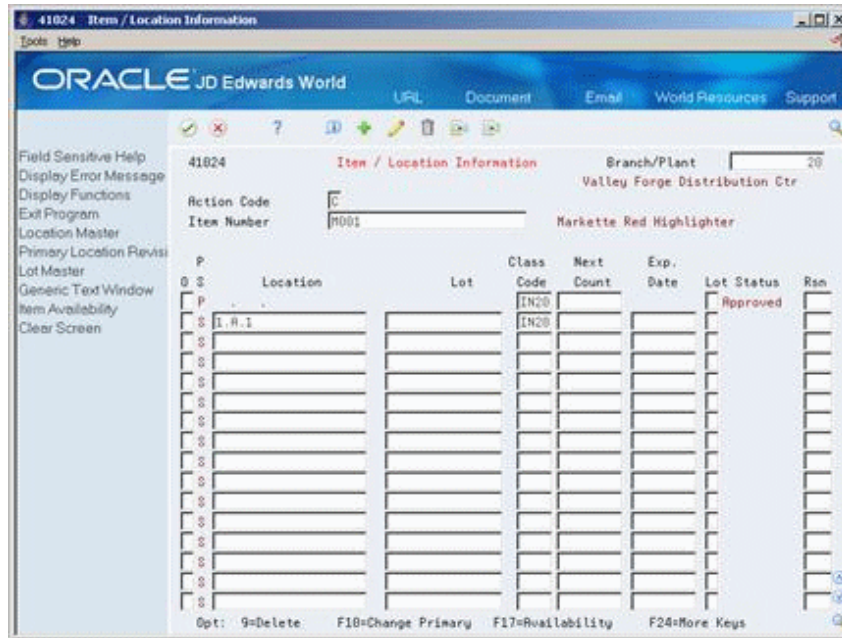 41024 Item / Location Information
Tools Help
ORACLE JD Edwards World
URL Document Email World Resources Support
Field Sensitive Help
Display Error Message
Display Functions
Exit Program
Location Master
Primary Location Revisi
Lot Master
Generic Text Window
Item Availability
Clear Screen
41024 Item / Location Information Branch/Plant 20
Valley Forge Distribution Ctr
Action Code C
Item Number M001 Markette Red Highlighter
P Class Next Exp.
O S Location Lot Code Count Date Lot Status Rsn
P . . IN20 Approved
S 1.A.1 IN20
S
S
S
S
S
S
S
S
S
S
S
S
S
S
Opt: 9=Delete F10=Change Primary F17=Availability F24=More Keys